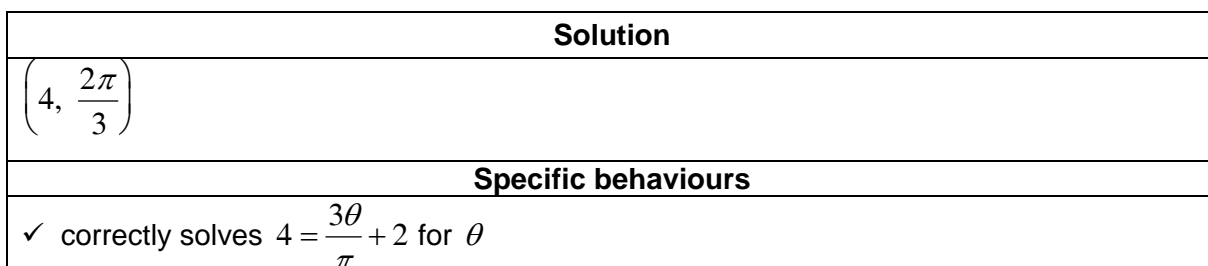 Solution
(4, 2π/3)
Specific behaviours
✓ correctly solves 4 = 3θ/π + 2 for θ